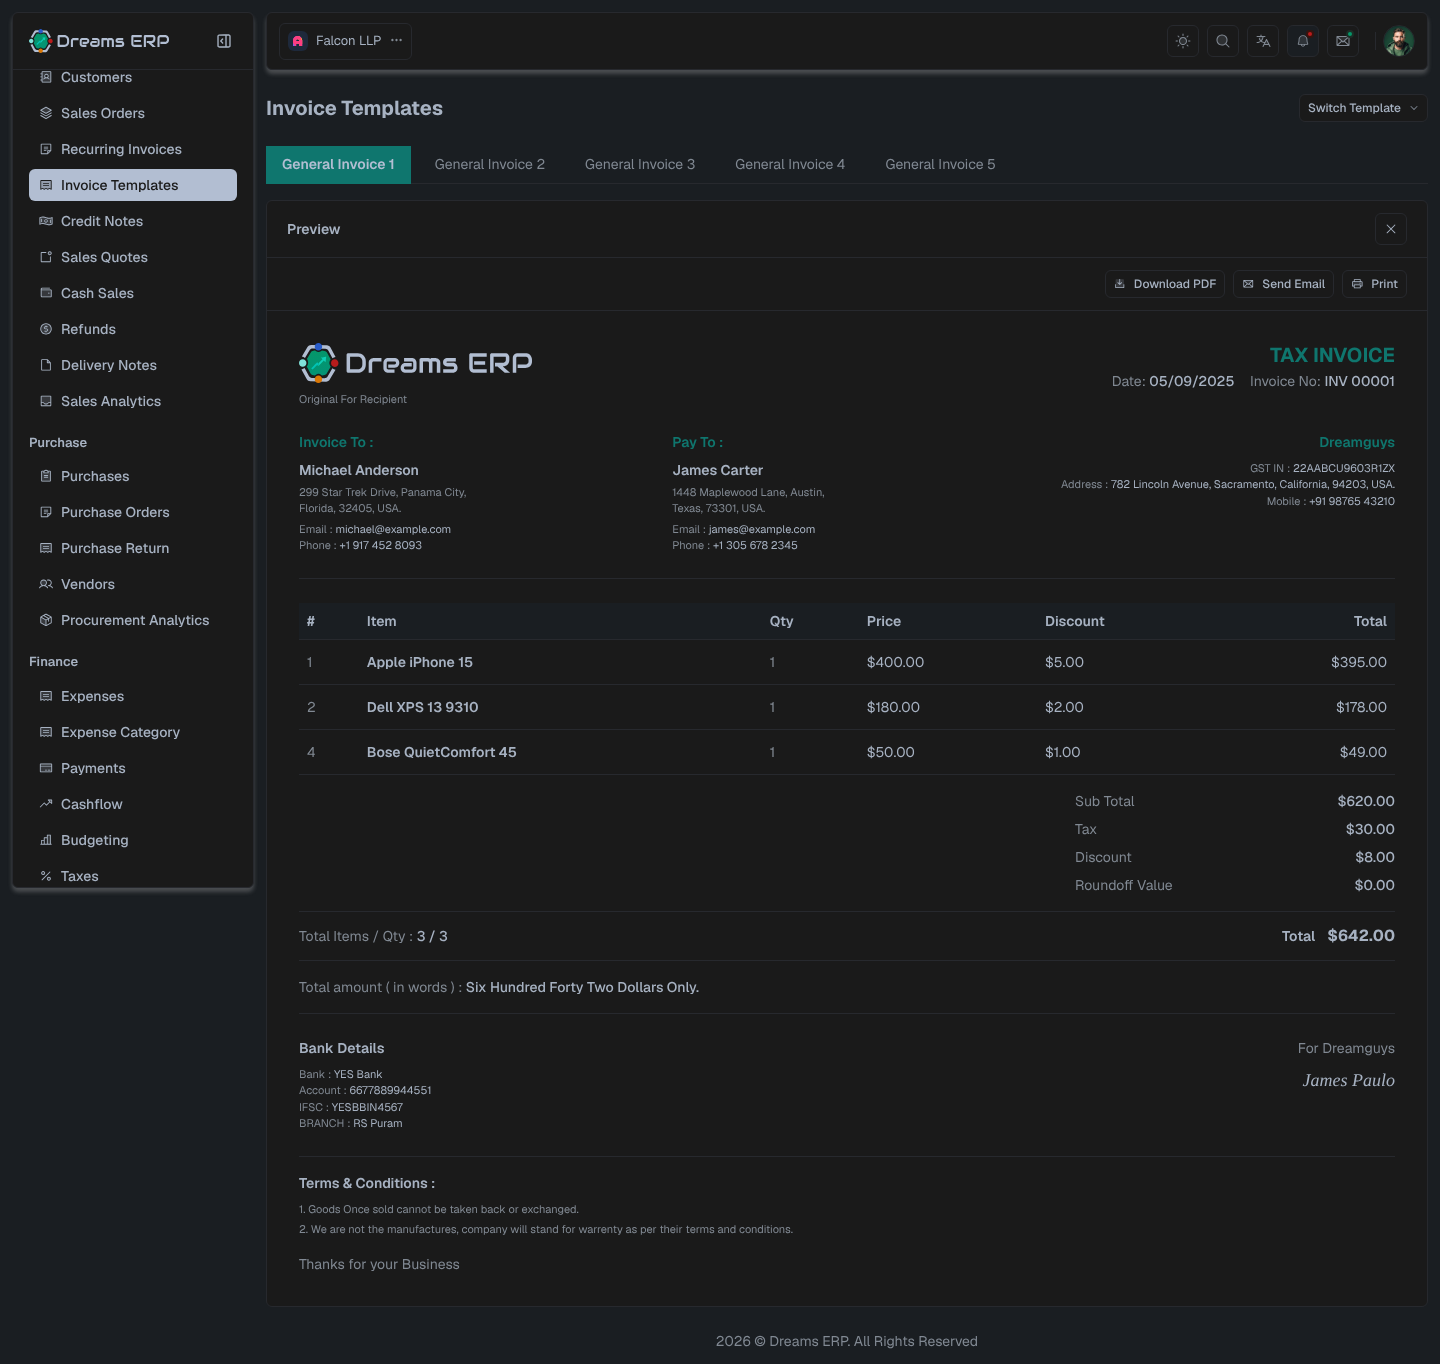 Dreams ERP
Customers
Sales Orders
Recurring Invoices
Invoice Templates
Credit Notes
Sales Quotes
Cash Sales
Refunds
Delivery Notes
Sales Analytics
Purchase
Purchases
Purchase Orders
Purchase Return
Vendors
Procurement Analytics
Finance
Expenses
Expense Category
Payments
Cashflow
Budgeting
Taxes
Falcon LLP
Invoice Templates
Switch Template
General Invoice 1 General Invoice 2 General Invoice 3 General Invoice 4 General Invoice 5
Preview
Download PDF Send Email Print
Dreams ERP
Original For Recipient
TAX INVOICE
Date: 05/09/2025 Invoice No: INV 00001
Invoice To :
Michael Anderson
299 Star Trek Drive, Panama City,
Florida, 32405, USA.
Email : michael@example.com
Phone : +1 917 452 8093
Pay To :
James Carter
1448 Maplewood Lane, Austin,
Texas, 73301, USA.
Email : james@example.com
Phone : +1 305 678 2345
Dreamguys
GST IN : 22AABCU9603R1ZX
Address : 782 Lincoln Avenue, Sacramento, California, 94203, USA.
Mobile : +91 98765 43210
# Item Qty Price Discount Total
1 Apple iPhone 15 1 $400.00 $5.00 $395.00
2 Dell XPS 13 9310 1 $180.00 $2.00 $178.00
4 Bose QuietComfort 45 1 $50.00 $1.00 $49.00
Sub Total $620.00
Tax $30.00
Discount $8.00
Roundoff Value $0.00
Total Items / Qty : 3 / 3 Total $642.00
Total amount ( in words ) : Six Hundred Forty Two Dollars Only.
Bank Details
Bank : YES Bank
Account : 6677889944551
IFSC : YESBBIN4567
BRANCH : RS Puram
For Dreamguys
James Paulo
Terms & Conditions :
1. Goods Once sold cannot be taken back or exchanged.
2. We are not the manufactures, company will stand for warrenty as per their terms and conditions.
Thanks for your Business
2026 © Dreams ERP. All Rights Reserved